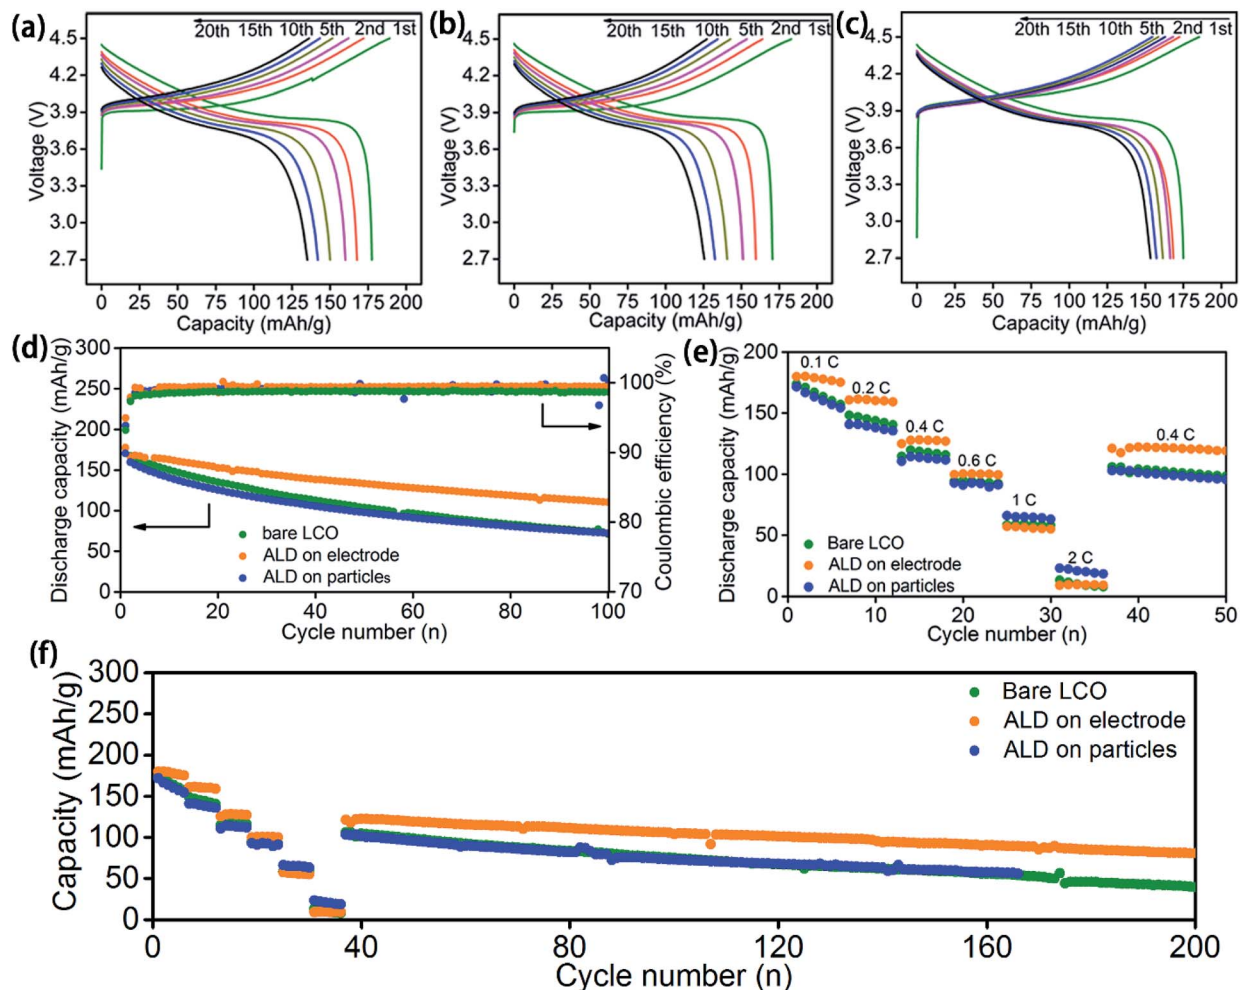 (a)
20th 15th 10th 5th 2nd 1st
4.5
4.2
3.9
3.6
3.3
3.0
2.7
Voltage (V)
0 25 50 75 100 125 150 175 200
Capacity (mAh/g)
(b)
20th 15th 10th 5th 2nd 1st
4.5
4.2
3.9
3.6
3.3
3.0
2.7
Voltage (V)
0 25 50 75 100 125 150 175 200
Capacity (mAh/g)
(c)
20th 15th 10th 5th 2nd 1st
4.5
4.2
3.9
3.6
3.3
3.0
2.7
Voltage (V)
0 25 50 75 100 125 150 175 200
Capacity (mAh/g)
(d)
300
250
200
150
100
50
0
Discharge capacity (mAh/g)
100
90
80
70
Coulombic efficiency (%)
bare LCO
ALD on electrode
ALD on particles
0 20 40 60 80 100
Cycle number (n)
(e)
200
150
100
50
0
Discharge capacity (mAh/g)
0.1 C
0.2 C
0.4 C
0.6 C
1 C
2 C
0.4 C
Bare LCO
ALD on electrode
ALD on particles
0 10 20 30 40 50
Cycle number (n)
(f)
300
250
200
150
100
50
0
Capacity (mAh/g)
Bare LCO
ALD on electrode
ALD on particles
0 40 80 120 160 200
Cycle number (n)